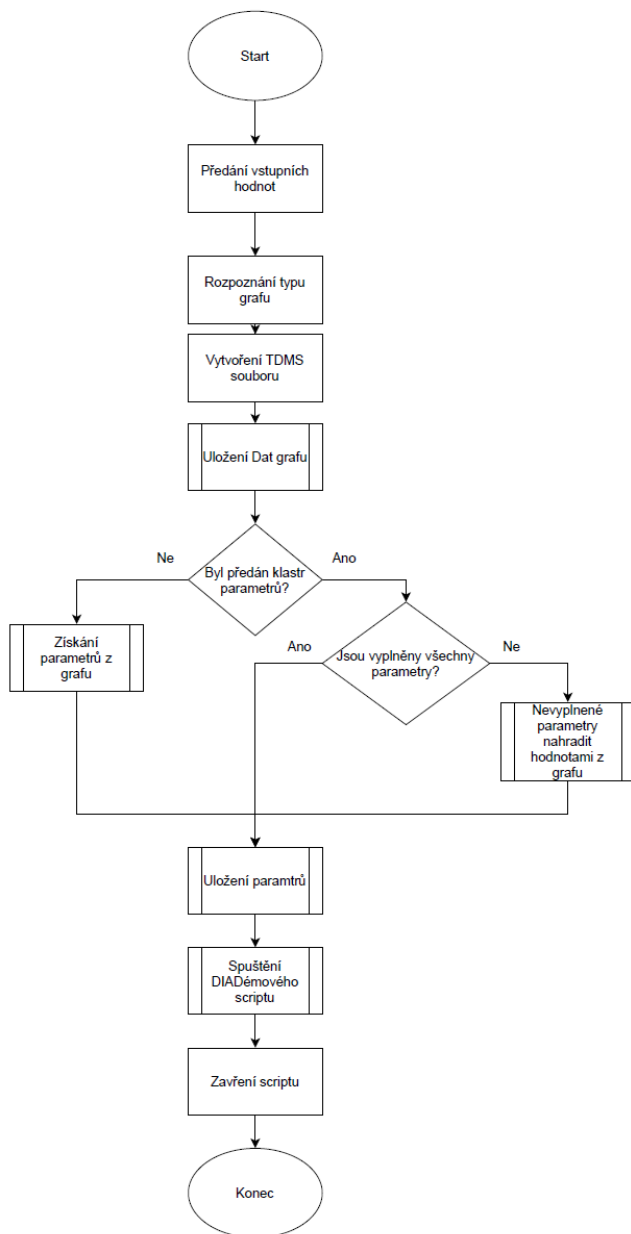 Start
Předání vstupních
hodnot
Rozpoznání typu
grafu
Vytvoření TDMS
souboru
Uložení Dat grafu
Ne
Byl předán klastr
parametrů?
Ano
Získání
parametrů z
grafu
Ano
Jsou vyplněny všechny
parametry?
Ne
Nevyplnené
parametry
nahradit
hodnotami z
grafu
Uložení paramtrů
Spuštění
DIADémového
scriptu
Zavření scriptu
Konec